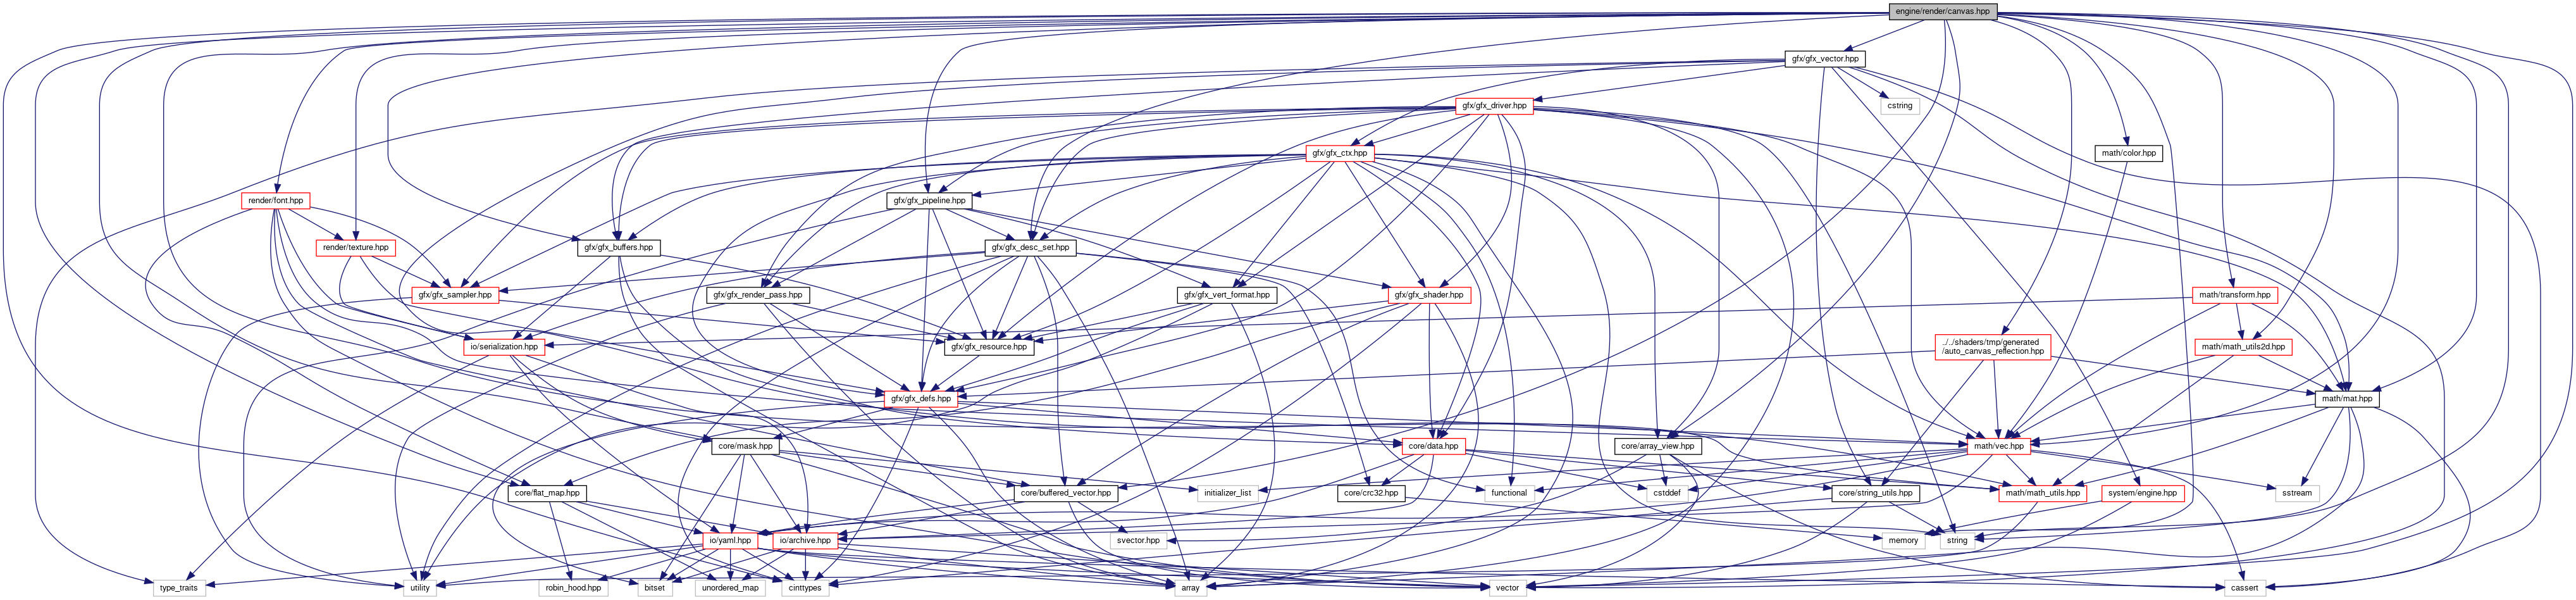 engine/render/canvas.hpp
gfx/gfx_vector.hpp
gfx/gfx_driver.hpp
cstring
gfx/gfx_ctx.hpp
math/color.hpp
render/font.hpp
gfx/gfx_pipeline.hpp
render/texture.hpp
gfx/gfx_buffers.hpp
gfx/gfx_desc_set.hpp
gfx/gfx_sampler.hpp
gfx/gfx_render_pass.hpp
gfx/gfx_vert_format.hpp
gfx/gfx_shader.hpp
math/transform.hpp
io/serialization.hpp
gfx/gfx_resource.hpp
../../shaders/tmp/generated
/auto_canvas_reflection.hpp
math/math_utils2d.hpp
gfx/gfx_defs.hpp
math/mat.hpp
core/mask.hpp
core/data.hpp
core/array_view.hpp
math/vec.hpp
core/flat_map.hpp
core/buffered_vector.hpp
initializer_list
core/crc32.hpp
functional
cstddef
core/string_utils.hpp
math/math_utils.hpp
system/engine.hpp
sstream
io/yaml.hpp
io/archive.hpp
svector.hpp
memory
string
type_traits
utility
robin_hood.hpp
bitset
unordered_map
cinttypes
array
vector
cassert